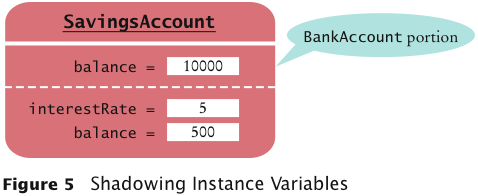 SavingsAccount
BankAccount portion
balance = 10000
interestRate = 5
balance = 500
Figure 5 Shadowing Instance Variables